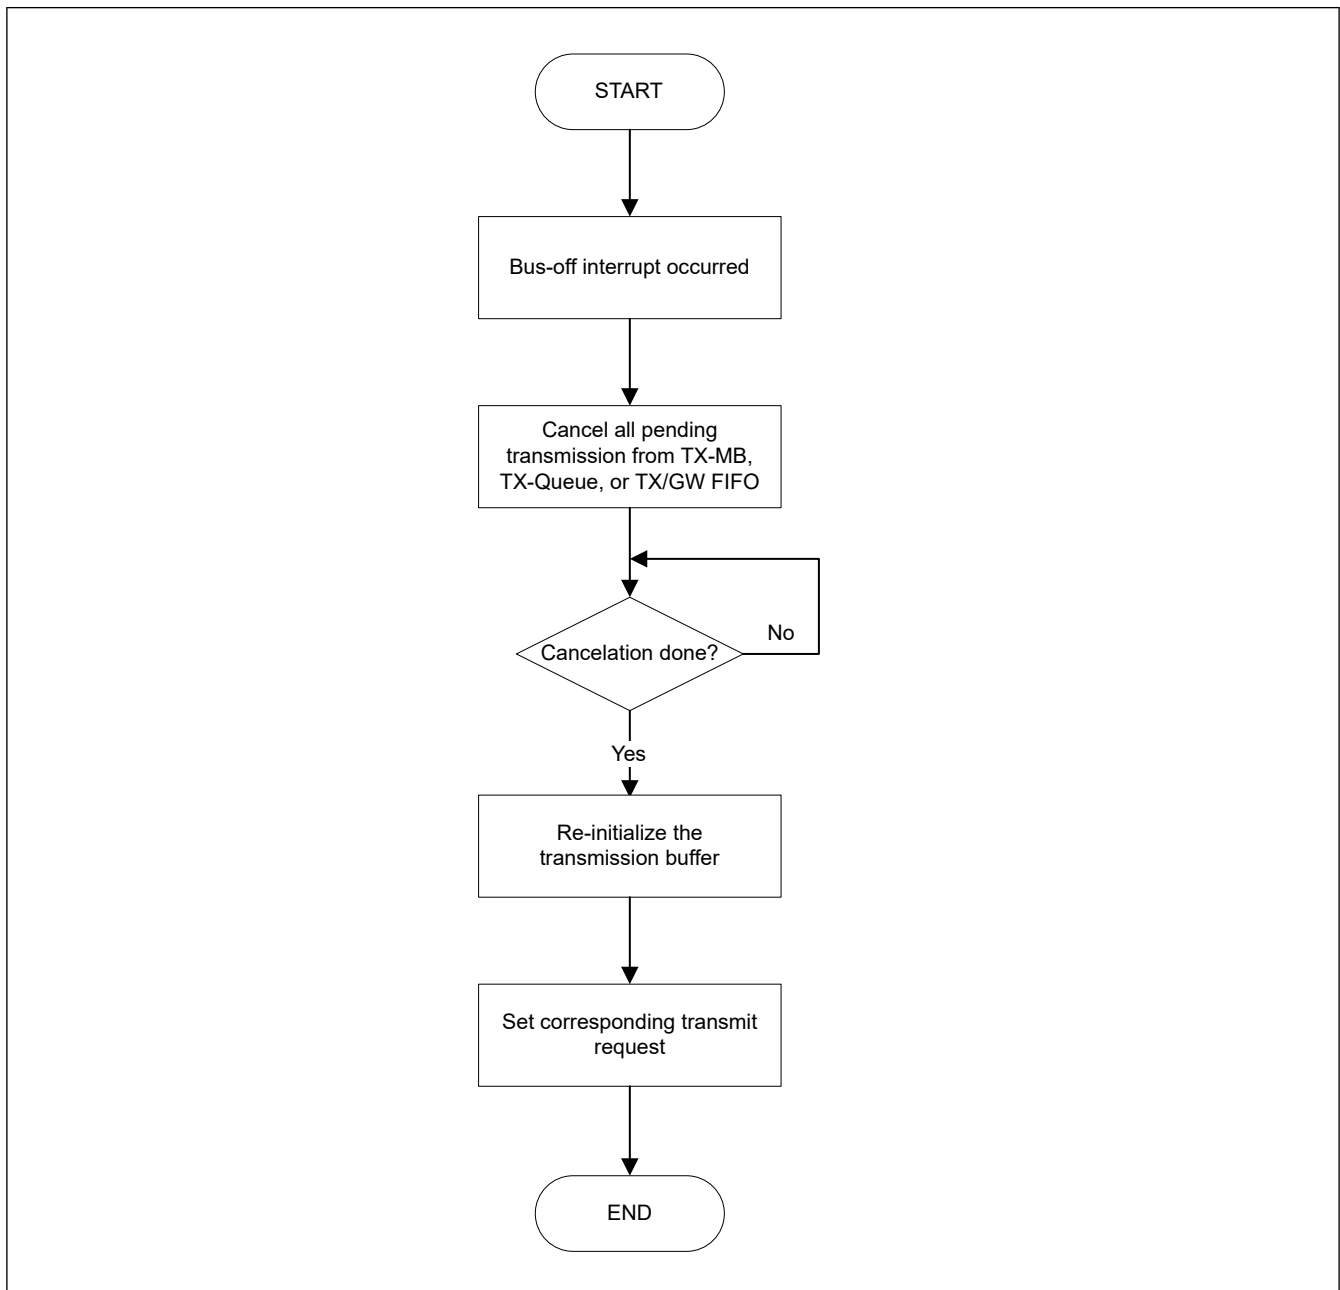 START
Bus-off interrupt occurred
Cancel all pending
transmission from TX-MB,
TX-Queue, or TX/GW FIFO
No
Cancelation done?
Yes
Re-initialize the
transmission buffer
Set corresponding transmit
request
END